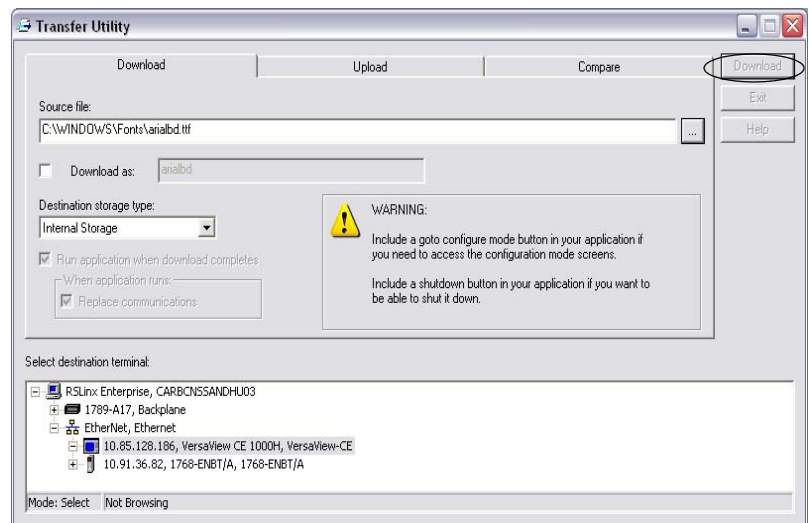 Transfer Utility
Download
Upload
Compare
Download
Exit
Help
Source file:
C:\WINDOWS\Fonts\arialbd.ttf
...
Download as:
arialbd
Destination storage type:
Internal Storage
Run application when download completes
When application runs:
Replace communications
WARNING:
Include a goto configure mode button in your application if
you need to access the configuration mode screens.
Include a shutdown button in your application if you want to
be able to shut it down.
Select destination terminal:
RSLinx Enterprise, CARBCNSSANDHU03
1789-A17, Backplane
EtherNet, Ethernet
10.85.128.186, VersaView CE 1000H, VersaView-CE
10.91.36.82, 1768-ENBT/A, 1768-ENBT/A
Mode: Select
Not Browsing